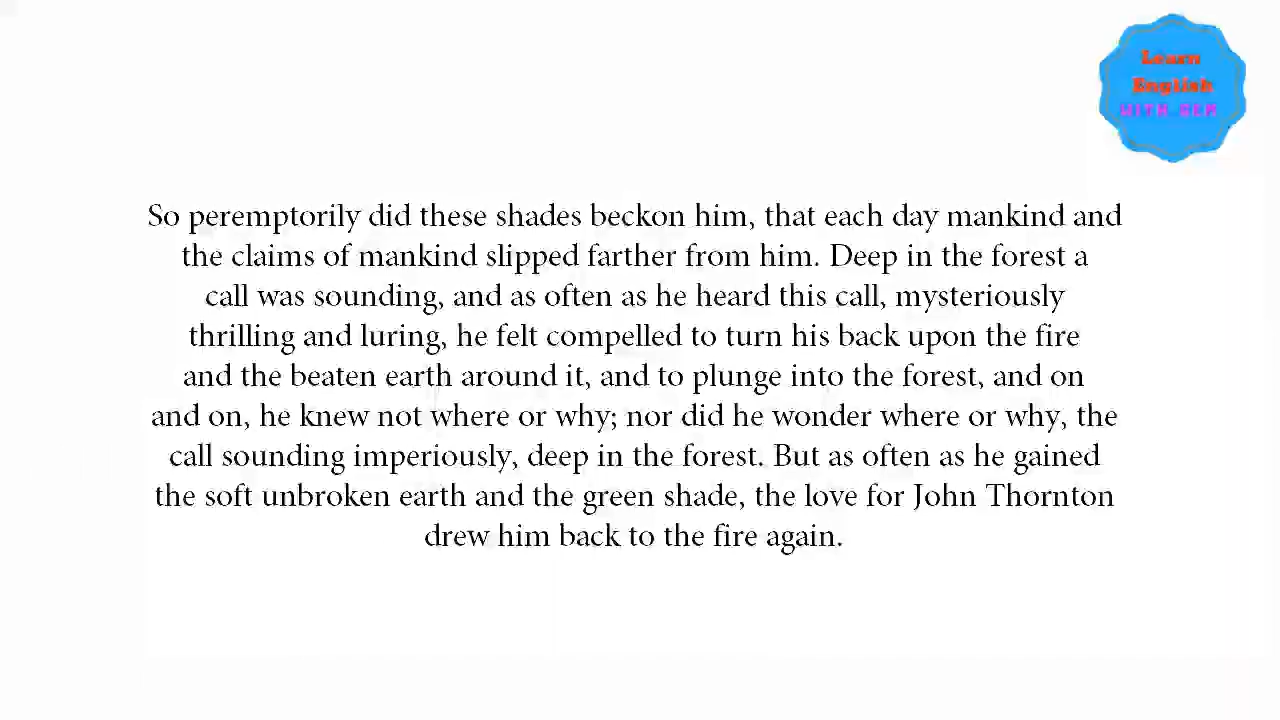 Learn
English
WITH GEM
So peremptorily did these shades beckon him, that each day mankind and
the claims of mankind slipped farther from him. Deep in the forest a
call was sounding, and as often as he heard this call, mysteriously
thrilling and luring, he felt compelled to turn his back upon the fire
and the beaten earth around it, and to plunge into the forest, and on
and on, he knew not where or why; nor did he wonder where or why, the
call sounding imperiously, deep in the forest. But as often as he gained
the soft unbroken earth and the green shade, the love for John Thornton
drew him back to the fire again.